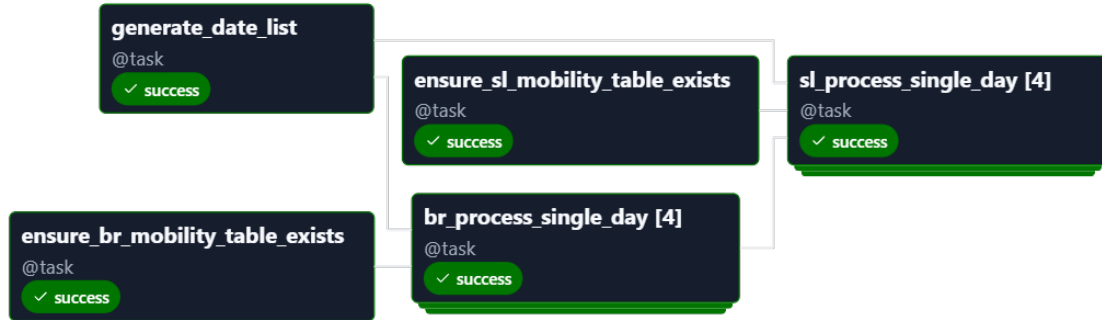 generate_date_list
@task
success
ensure_sl_mobility_table_exists
@task
success
sl_process_single_day [4]
@task
success
br_process_single_day [4]
@task
success
ensure_br_mobility_table_exists
@task
success